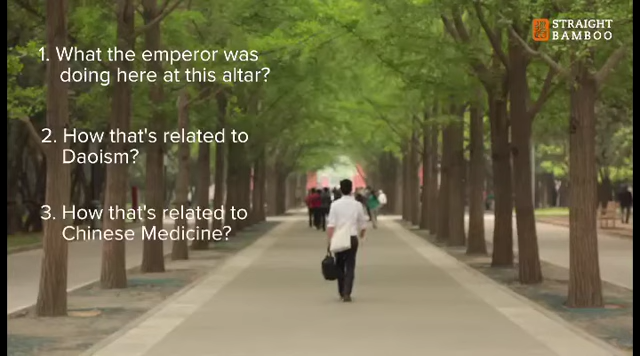 STRAIGHT
BAMBOO
1. What the emperor was
doing here at this altar?
2. How that's related to
Daoism?
3. How that's related to
Chinese Medicine?